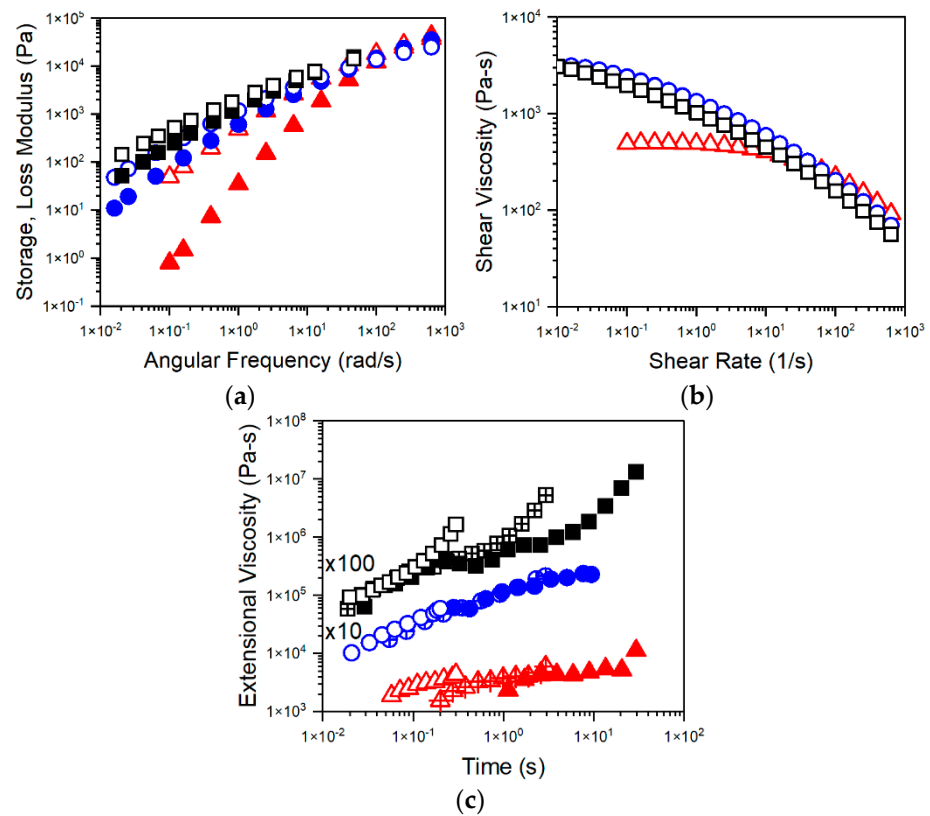 Storage, Loss Modulus (Pa)
1×10⁵
1×10⁴
1×10³
1×10²
1×10¹
1×10⁰
1×10⁻¹
1×10⁻² 1×10⁻¹ 1×10⁰ 1×10¹ 1×10² 1×10³
Angular Frequency (rad/s)
(a)
Shear Viscosity (Pa-s)
1×10⁴
1×10³
1×10²
1×10¹
1×10⁻² 1×10⁻¹ 1×10⁰ 1×10¹ 1×10² 1×10³
Shear Rate (1/s)
(b)
Extensional Viscosity (Pa-s)
1×10⁸
1×10⁷
1×10⁶
1×10⁵
1×10⁴
1×10³
x100
x10
1×10⁻² 1×10⁻¹ 1×10⁰ 1×10¹ 1×10²
Time (s)
(c)